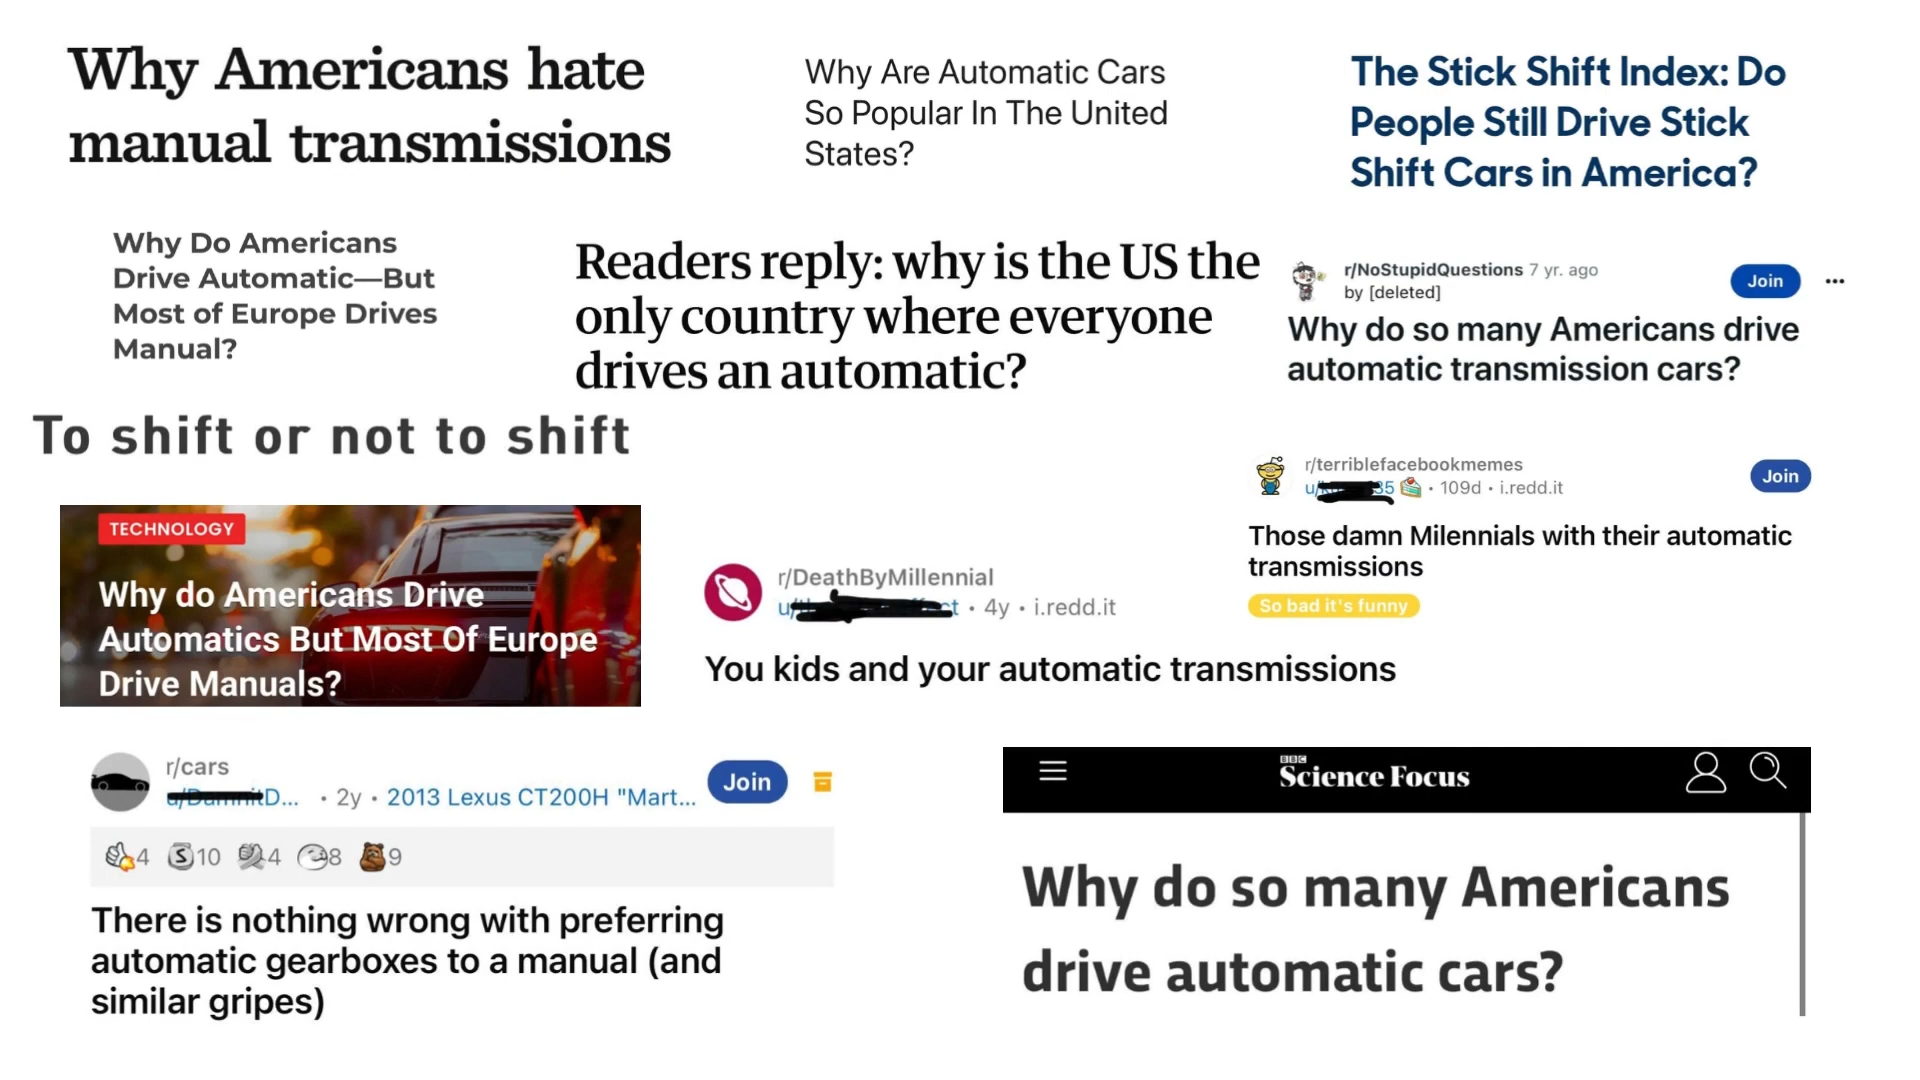 Why Americans hate
manual transmissions
Why Are Automatic Cars
So Popular In The United
States?
The Stick Shift Index: Do
People Still Drive Stick
Shift Cars in America?
Why Do Americans
Drive Automatic—But
Most of Europe Drives
Manual?
Readers reply: why is the US the
only country where everyone
drives an automatic?
r/NoStupidQuestions 7 yr. ago
by [deleted]
Join
Why do so many Americans drive
automatic transmission cars?
To shift or not to shift
TECHNOLOGY
Why do Americans Drive
Automatics But Most Of Europe
Drive Manuals?
r/terriblefacebookmemes
• 109d • i.redd.it
Join
Those damn Milennials with their automatic
transmissions
So bad it's funny
r/DeathByMillennial
• 4y • i.redd.it
You kids and your automatic transmissions
r/cars
• 2y • 2013 Lexus CT200H "Mart...
Join
4 10 4 8 9
There is nothing wrong with preferring
automatic gearboxes to a manual (and
similar gripes)
BBC
Science Focus
Why do so many Americans
drive automatic cars?